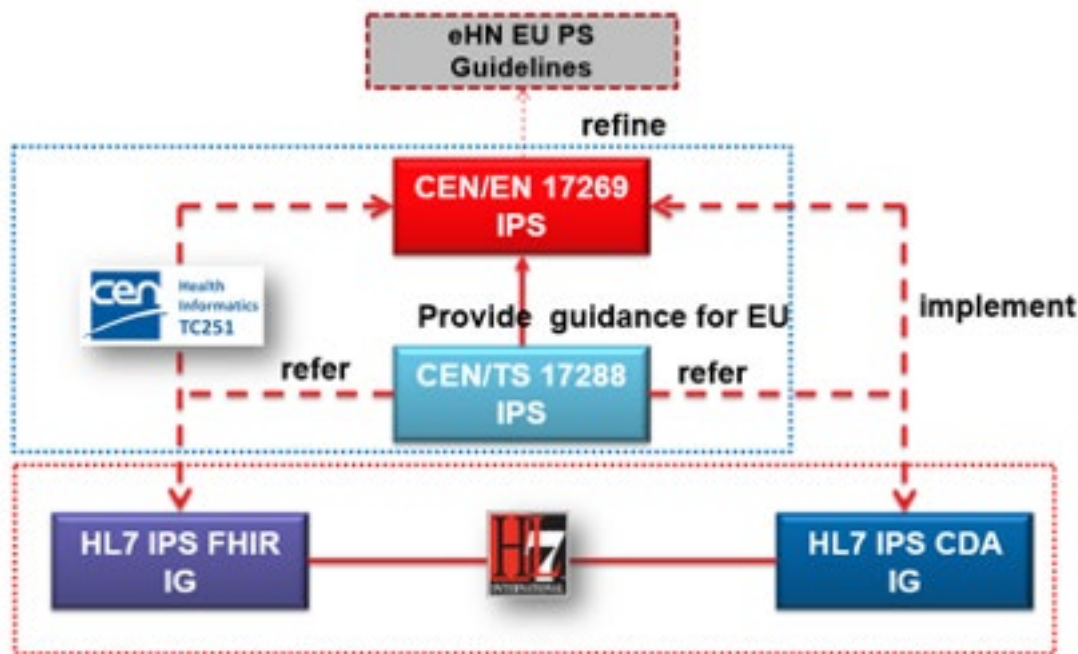 eHN EU PS
Guidelines
refine
CEN/EN 17269
IPS
cen
Health
Informatics
TC251
Provide guidance for EU
implement
refer
CEN/TS 17288
IPS
refer
HL7 IPS FHIR
IG
HL7
INTERNATIONAL
HL7 IPS CDA
IG